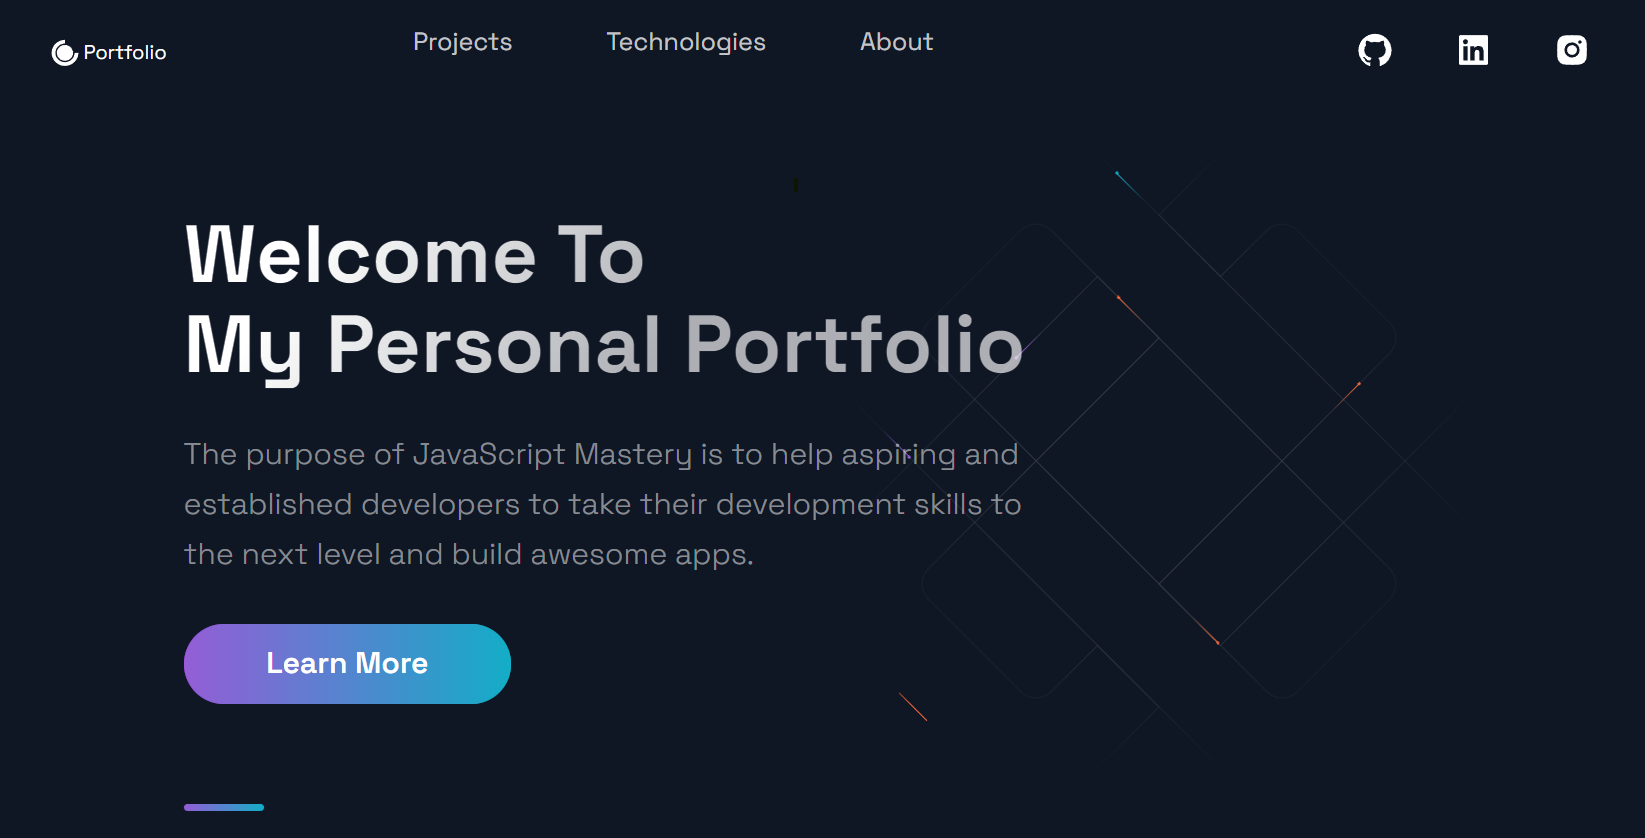 Portfolio
Projects
Technologies
About
Welcome To
My Personal Portfolio
The purpose of JavaScript Mastery is to help aspiring and
established developers to take their development skills to
the next level and build awesome apps.
Learn More